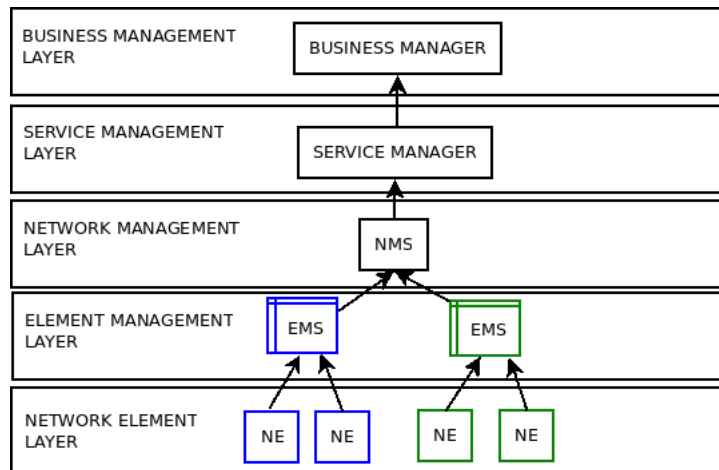 BUSINESS MANAGEMENT
LAYER
BUSINESS MANAGER
SERVICE MANAGEMENT
LAYER
SERVICE MANAGER
NETWORK MANAGEMENT
LAYER
NMS
ELEMENT MANAGEMENT
LAYER
EMS
EMS
NETWORK ELEMENT
LAYER
NE
NE
NE
NE